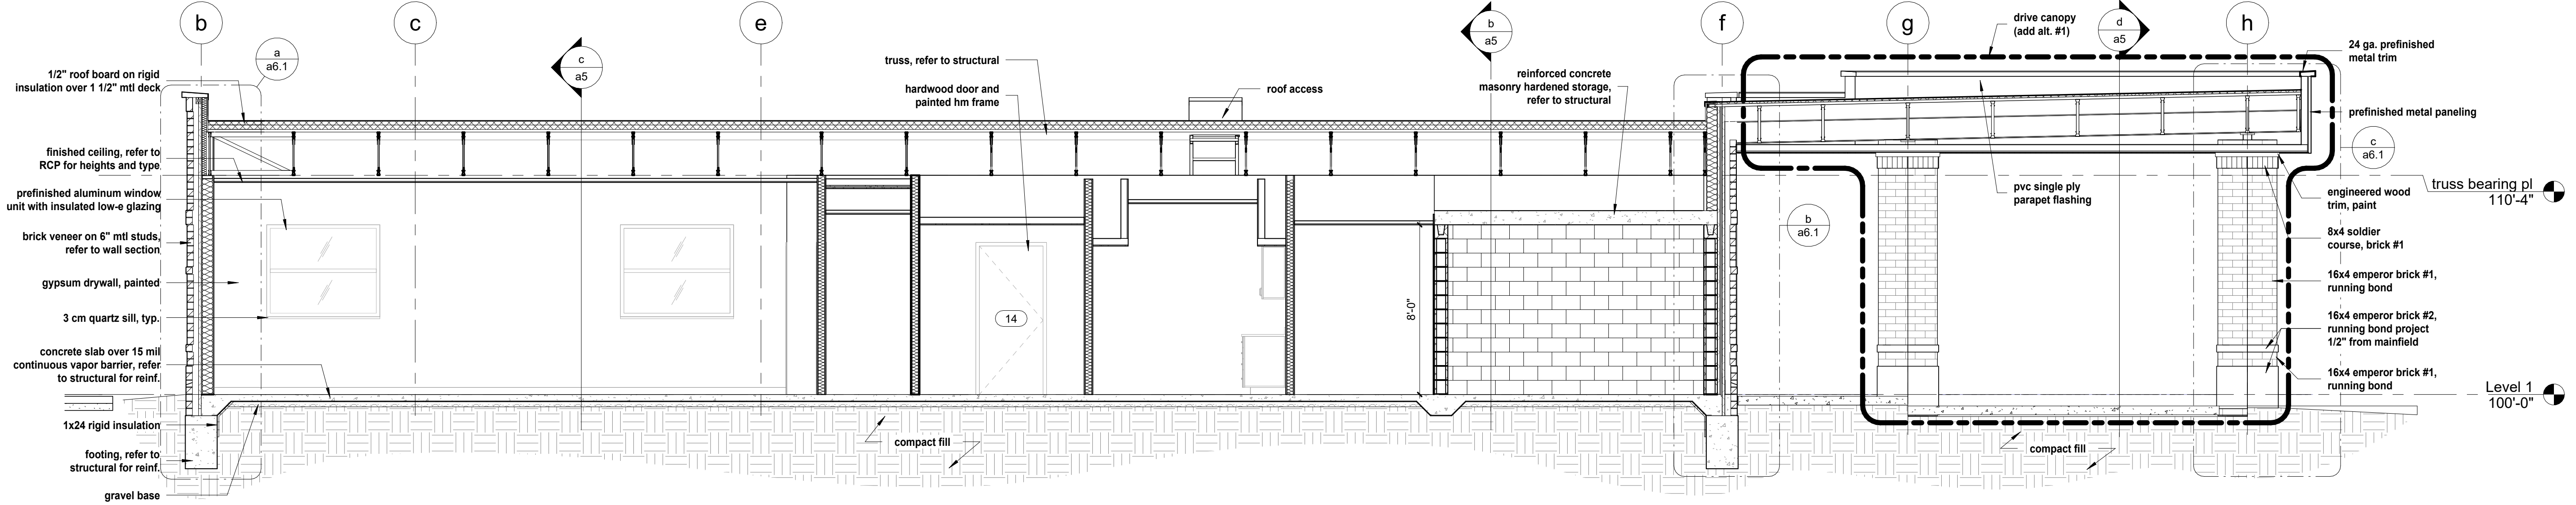 b
c
e
f
g
h
a
a6.1
c
a5
b
a5
d
a5
1/2" roof board on rigid
insulation over 1 1/2" mtl deck
finished ceiling, refer to
RCP for heights and type
prefinished aluminum window
unit with insulated low-e glazing
brick veneer on 6" mtl studs,
refer to wall section
gypsum drywall, painted
3 cm quartz sill, typ.
concrete slab over 15 mil
continuous vapor barrier, refer
to structural for reinf.
1x24 rigid insulation
footing, refer to
structural for reinf.
gravel base
truss, refer to structural
hardwood door and
painted hm frame
roof access
reinforced concrete
masonry hardened storage,
refer to structural
14
8'-0"
compact fill
drive canopy
(add alt. #1)
pvc single ply
parapet flashing
b
a6.1
compact fill
24 ga. prefinished
metal trim
prefinished metal paneling
c
a6.1
engineered wood
trim, paint
8x4 soldier
course, brick #1
16x4 emperor brick #1,
running bond
16x4 emperor brick #2,
running bond project
1/2" from mainfield
16x4 emperor brick #1,
running bond
truss bearing pl
110'-4"
Level 1
100'-0"